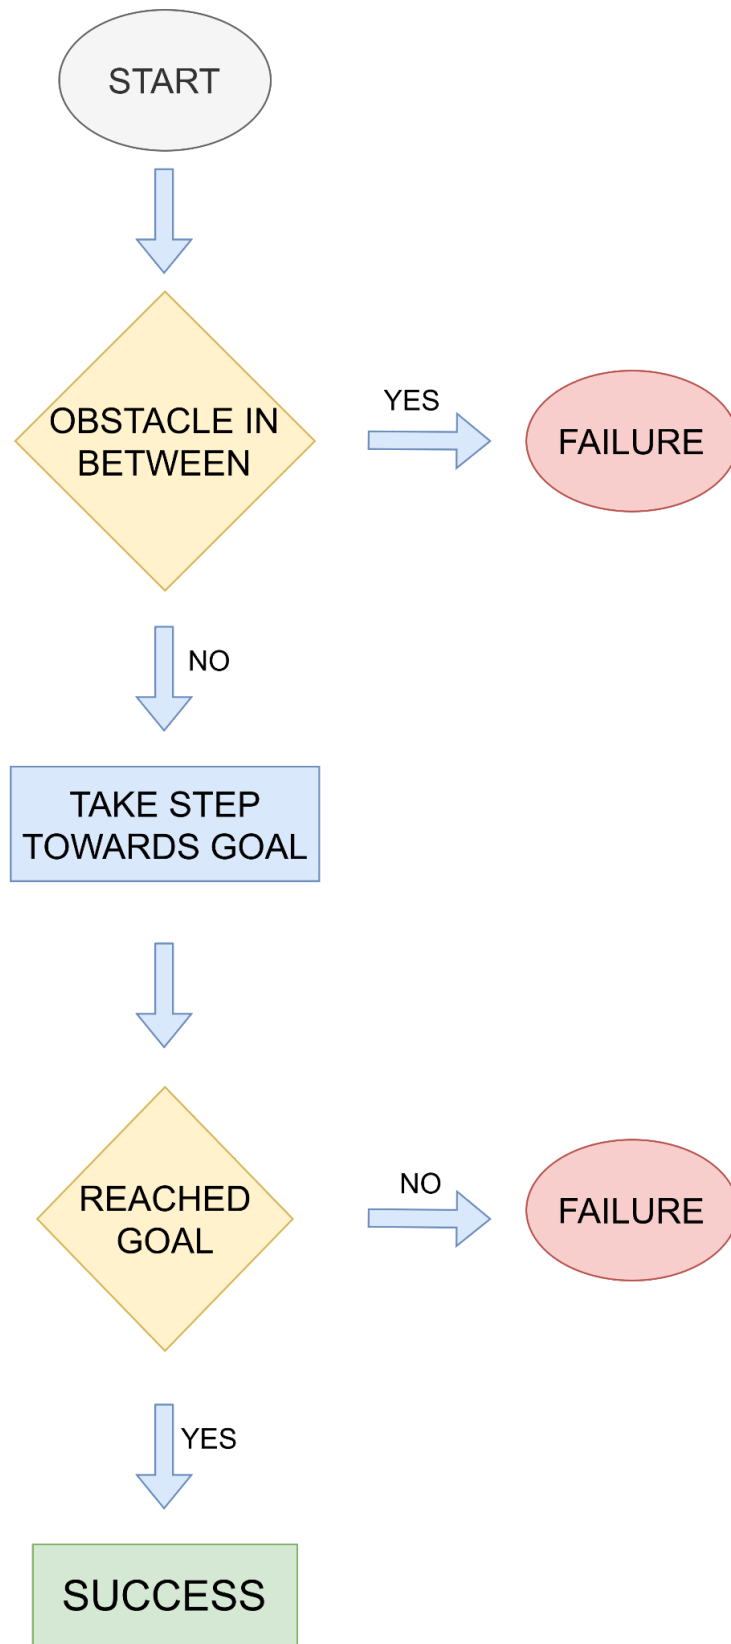 START
OBSTACLE IN
BETWEEN
YES
FAILURE
NO
TAKE STEP
TOWARDS GOAL
REACHED
GOAL
NO
FAILURE
YES
SUCCESS